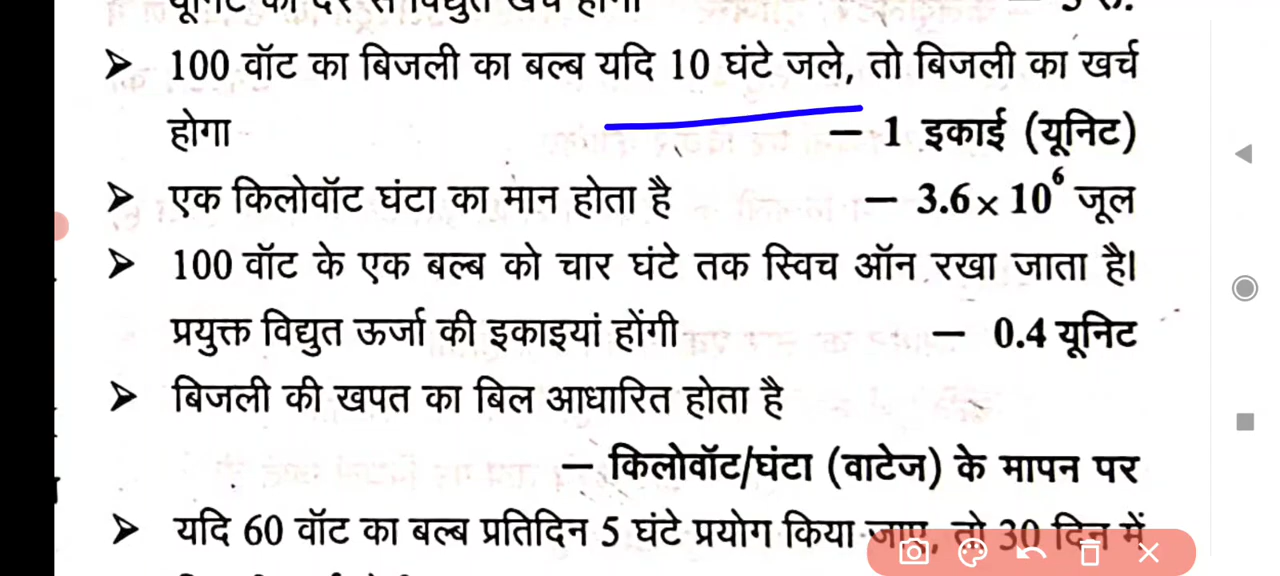 ➤ 100 वॉट का बिजली का बल्ब यदि 10 घंटे जले, तो बिजली का खर्च
होगा — 1 इकाई (यूनिट)
➤ एक किलोवॉट घंटा का मान होता है — 3.6 × 10⁶ जूल
➤ 100 वॉट के एक बल्ब को चार घंटे तक स्विच ऑन रखा जाता है।
प्रयुक्त विद्युत ऊर्जा की इकाइयां होंगी — 0.4 यूनिट
➤ बिजली की खपत का बिल आधारित होता है
— किलोवॉट/घंटा (वाटेज) के मापन पर
➤ यदि 60 वॉट का बल्ब प्रतिदिन 5 घंटे प्रयोग किया जाए, तो 30 दिन में